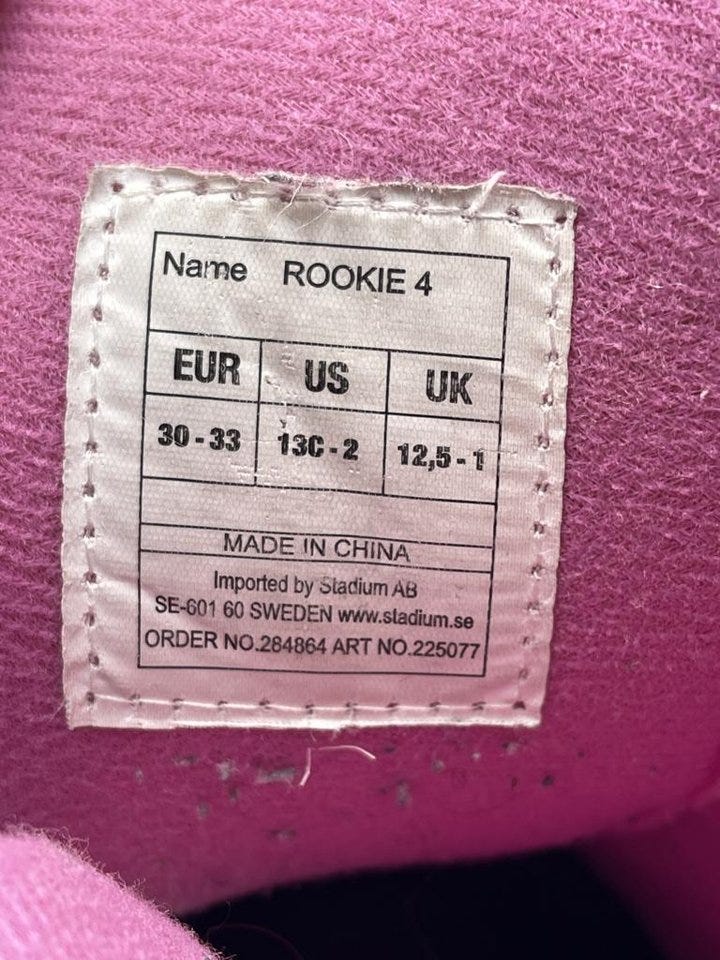 Name ROOKIE 4
EUR US UK
30-33 13C-2 12,5-1
MADE IN CHINA
Imported by Stadium AB
SE-601 60 SWEDEN www.stadium.se
ORDER NO.284864 ART NO.225077